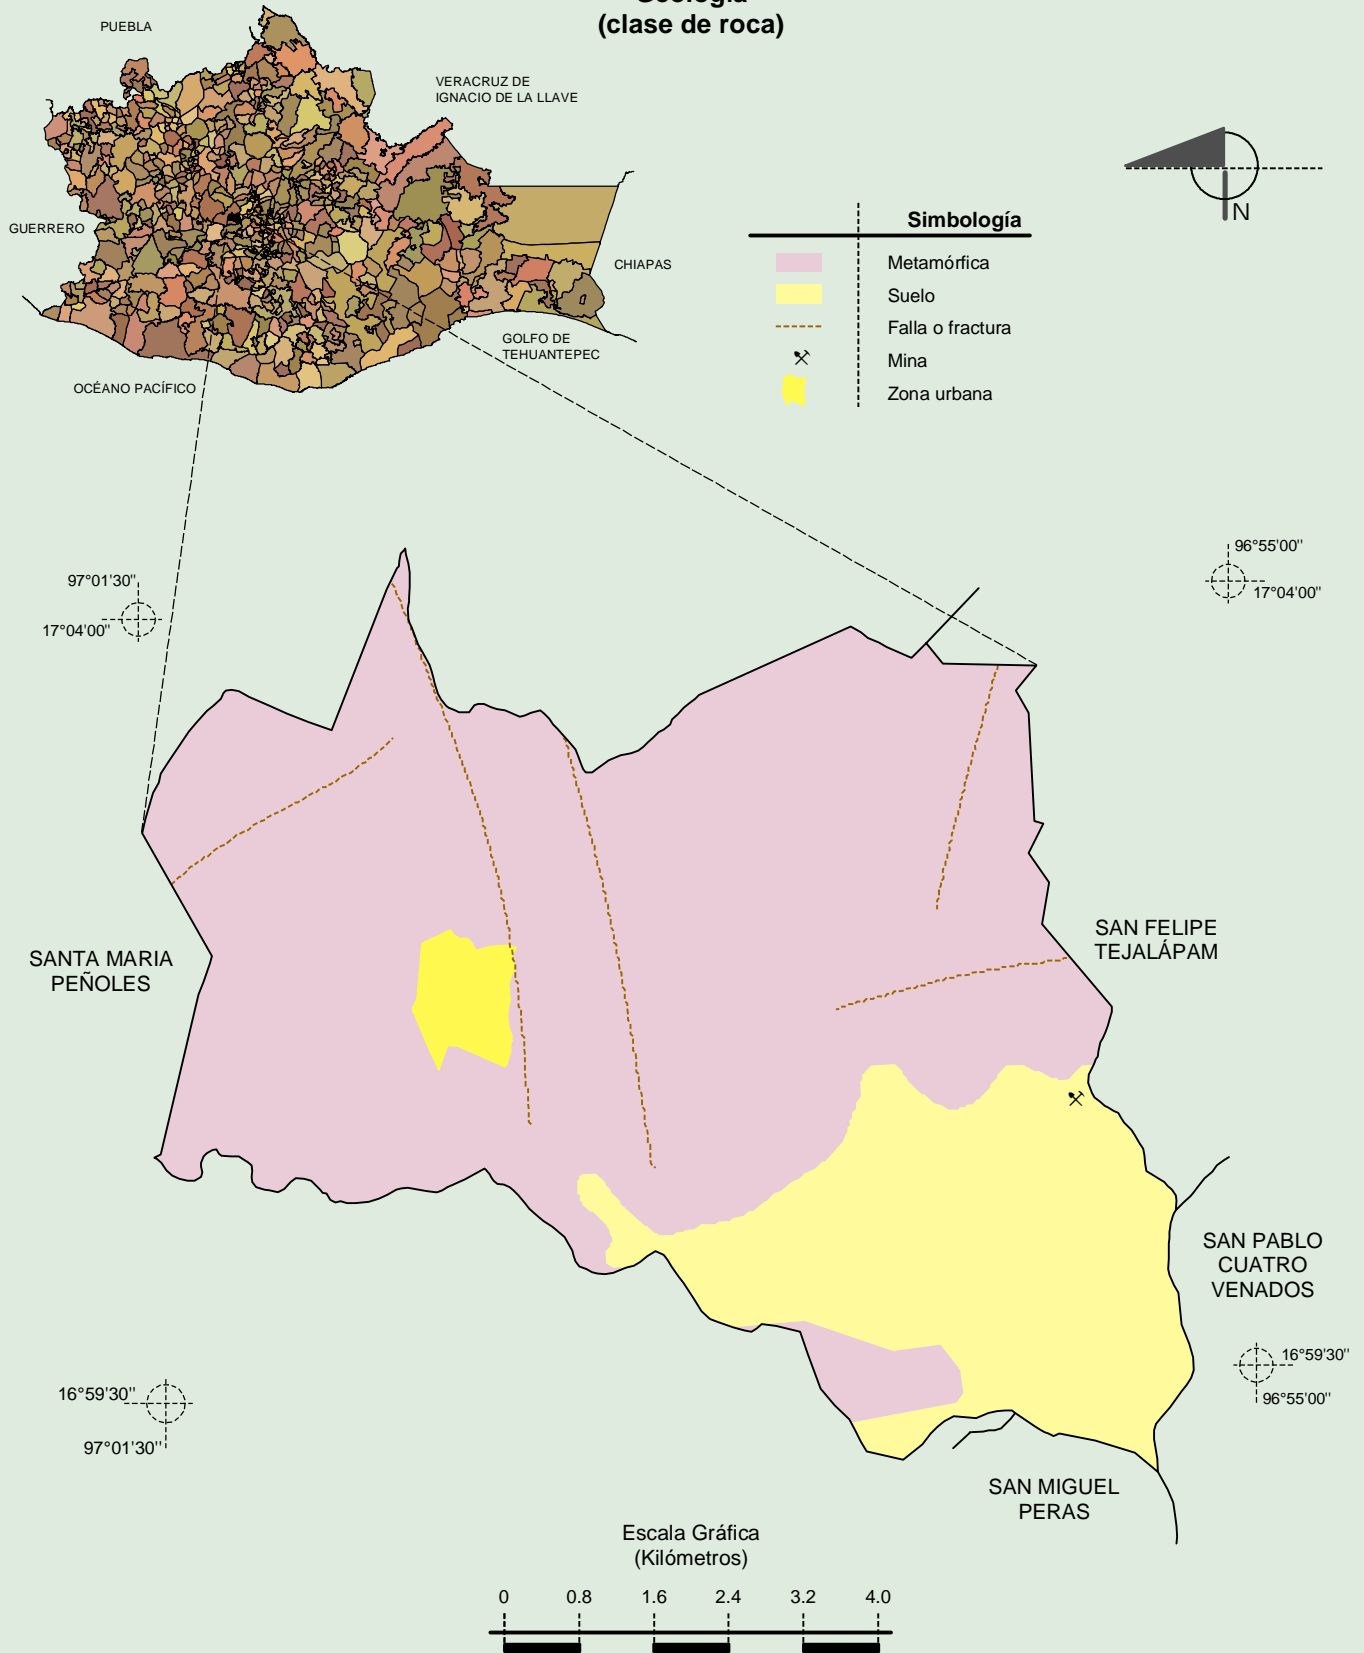 (clase de roca)
PUEBLA
VERACRUZ DE
IGNACIO DE LA LLAVE
GUERRERO
CHIAPAS
GOLFO DE
TEHUANTEPEC
OCÉANO PACÍFICO
N
Simbología
Metamórfica
Suelo
Falla o fractura
Mina
Zona urbana
97°01'30"
17°04'00"
96°55'00"
17°04'00"
SANTA MARIA
PEÑOLES
SAN FELIPE
TEJALÁPAM
SAN PABLO
CUATRO
VENADOS
16°59'30"
96°55'00"
16°59'30"
97°01'30"
SAN MIGUEL
PERAS
Escala Gráfica
(Kilómetros)
0 0.8 1.6 2.4 3.2 4.0